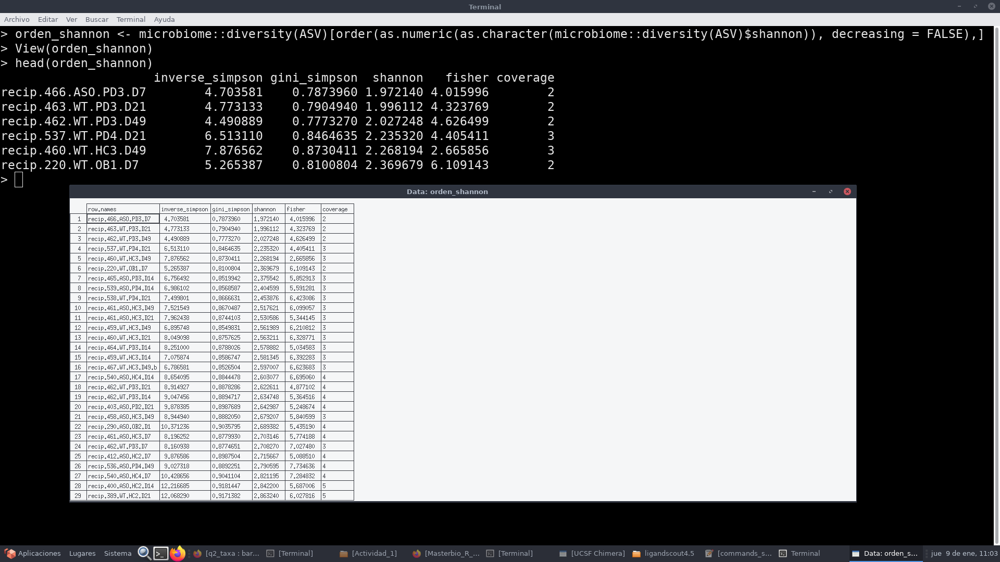 Terminal
Archivo Editar Ver Buscar Terminal Ayuda
> orden_shannon <- microbiome::diversity(ASV)[order(as.numeric(as.character(microbiome::diversity(ASV)$shannon)), decreasing = FALSE),]
> View(orden_shannon)
> head(orden_shannon)
inverse_simpson gini_simpson shannon fisher coverage
recip.466.ASO.PD3.D7 4.703581 0.7873960 1.972140 4.015996 2
recip.463.WT.PD3.D21 4.773133 0.7904940 1.996112 4.323769 2
recip.462.WT.PD3.D49 4.490889 0.7773270 2.027248 4.626499 2
recip.537.WT.PD4.D21 6.513110 0.8464635 2.235320 4.405411 3
recip.460.WT.HC3.D49 7.876562 0.8730411 2.268194 2.665856 3
recip.220.WT.OB1.D7 5.265387 0.8100804 2.369679 6.109143 2
>
Data: orden_shannon
row.names inverse_simpson gini_simpson shannon fisher coverage
1 recip.466.ASO.PD3.D7 4.703581 0.7873960 1.972140 4.015996 2
2 recip.463.WT.PD3.D21 4.773133 0.7904940 1.996112 4.323769 2
3 recip.462.WT.PD3.D49 4.490889 0.7773270 2.027248 4.626499 2
4 recip.537.WT.PD4.D21 6.513110 0.8464635 2.235320 4.405411 3
5 recip.460.WT.HC3.D49 7.876562 0.8730411 2.268194 2.665856 3
6 recip.220.WT.OB1.D7 5.265387 0.8100804 2.369679 6.109143 2
7 recip.465.ASO.PD3.D14 6.756492 0.8519942 2.375542 5.852913 3
8 recip.539.ASO.PD4.D14 6.986102 0.8568587 2.404599 5.591281 3
9 recip.538.WT.PD4.D21 7.499801 0.8666631 2.453876 6.423086 3
10 recip.461.ASO.HC3.D49 7.521549 0.8670487 2.517621 6.099057 3
11 recip.461.ASO.HC3.D21 7.962438 0.8744103 2.530586 5.344145 3
12 recip.459.WT.HC3.D49 6.895748 0.8549831 2.561989 6.210812 3
13 recip.460.WT.HC3.D21 8.049098 0.8757625 2.563211 6.328771 3
14 recip.464.WT.PD3.D14 8.251000 0.8788026 2.578882 5.034583 3
15 recip.459.WT.HC3.D14 7.075874 0.8586747 2.581345 6.392283 3
16 recip.467.WT.HC3.D49.b 6.786581 0.8526504 2.597007 6.623683 3
17 recip.540.ASO.HC4.D14 8.654095 0.8844478 2.603077 6.695060 4
18 recip.462.WT.PD3.D21 8.914927 0.8878286 2.622611 4.877102 4
19 recip.462.WT.PD3.D14 9.047456 0.8894717 2.634748 5.364516 4
20 recip.403.ASO.PD2.D21 9.878385 0.8987689 2.642987 5.248674 4
21 recip.458.ASO.HC3.D49 8.944940 0.8882050 2.679207 5.840599 3
22 recip.290.ASO.OB2.D1 10.371236 0.9035795 2.689382 5.435190 4
23 recip.461.ASO.HC3.D7 8.196252 0.8779930 2.703146 5.774188 4
24 recip.462.WT.PD3.D7 8.160938 0.8774651 2.708270 7.027480 3
25 recip.412.ASO.HC2.D7 9.876586 0.8987504 2.715667 5.088510 4
26 recip.536.ASO.PD4.D49 9.027318 0.8892251 2.790595 7.734636 4
27 recip.540.ASO.HC4.D7 10.428656 0.9041104 2.821195 7.284832 4
28 recip.400.ASO.HC2.D14 12.216685 0.9181447 2.842200 5.687006 5
29 recip.389.WT.HC2.D21 12.068290 0.9171382 2.863240 6.027816 5
Aplicaciones Lugares Sistema [q2_taxa : bar... [Terminal] [Actividad_1] [Masterbio_R_... [Terminal] [UCSF Chimera] ligandscout4.5 [commands_s... Terminal Data: orden_s... jue 9 de ene, 11:03